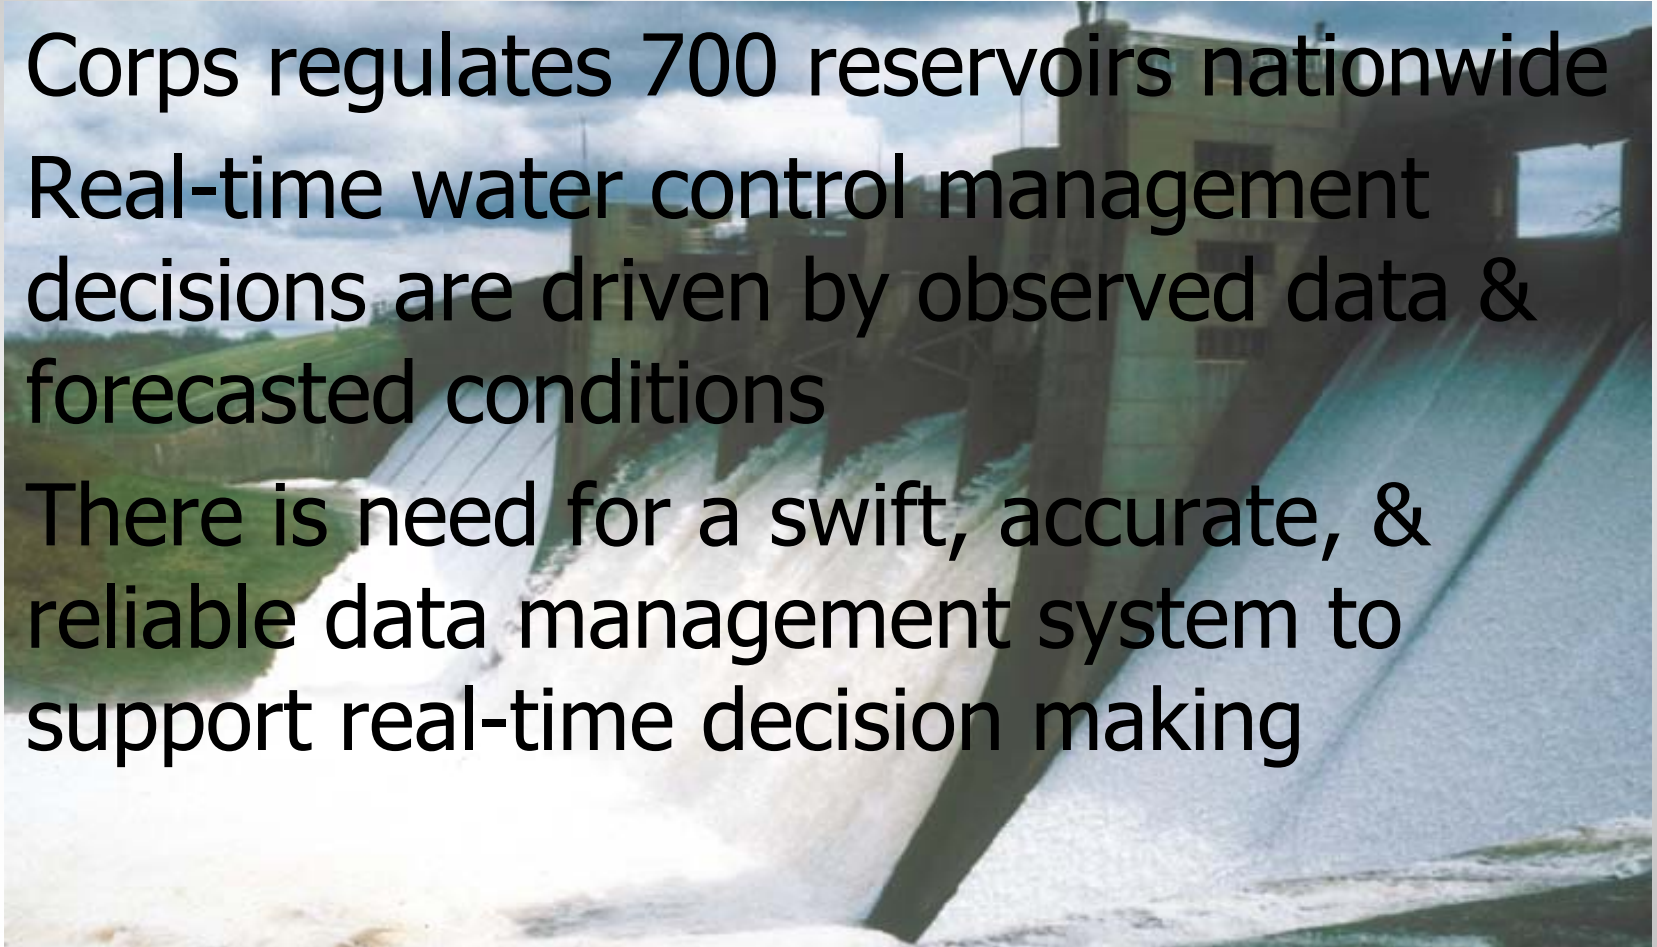 Corps regulates 700 reservoirs nationwide
Real-time water control management
decisions are driven by observed data &
forecasted conditions
There is need for a swift, accurate, &
reliable data management system to
support real-time decision making